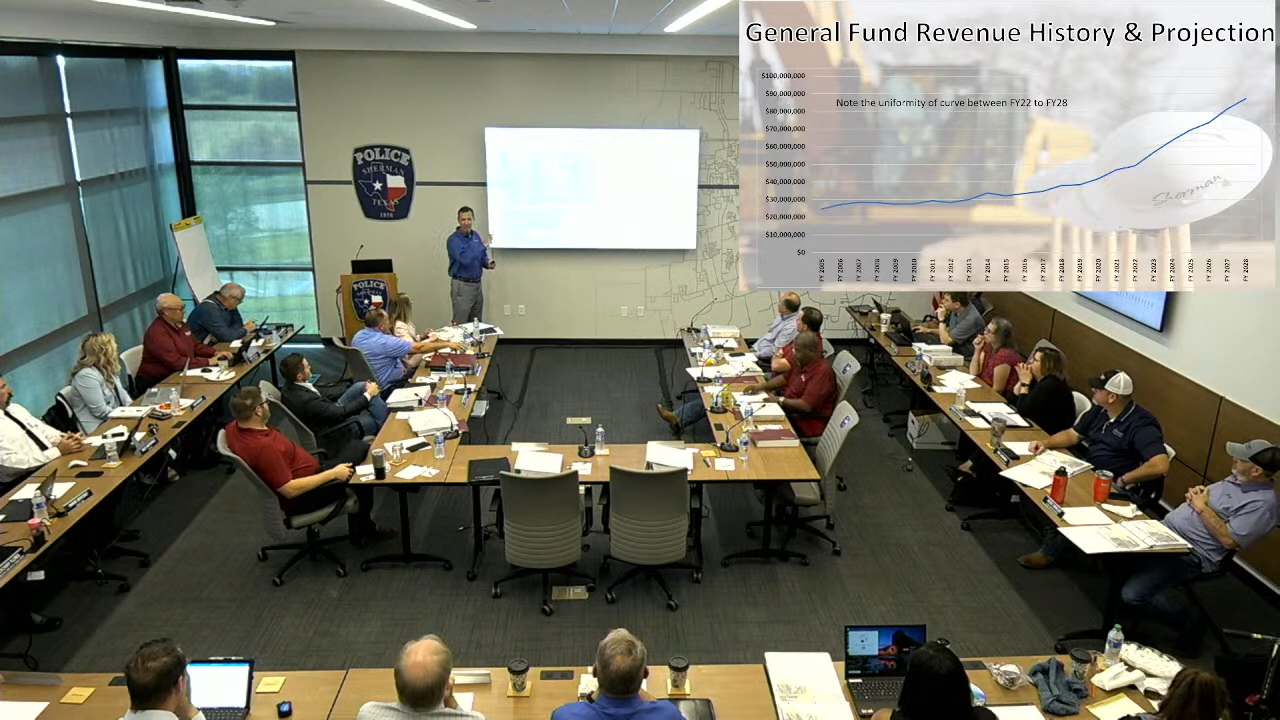 General Fund Revenue History & Projection
$100,000,000
$90,000,000
Note the uniformity of curve between FY22 to FY28
$80,000,000
$70,000,000
$60,000,000
$50,000,000
$40,000,000
$30,000,000
$20,000,000
$10,000,000
$0
FY 2005
FY 2006
FY 2007
FY 2008
FY 2009
FY 2010
FY 2011
FY 2012
FY 2013
FY 2014
FY 2015
FY 2016
FY 2017
FY 2018
FY 2019
FY 2020
FY 2021
FY 2022
FY 2023
FY 2024
FY 2025
FY 2026
FY 2027
FY 2028
Sherman
POLICE
SHERMAN
TEXAS
POLICE